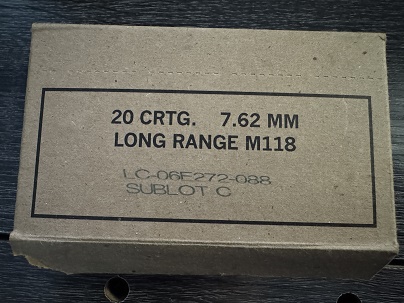 20 CRTG. 7.62 MM
LONG RANGE M118
LC-06E272-088
SUBLOT C